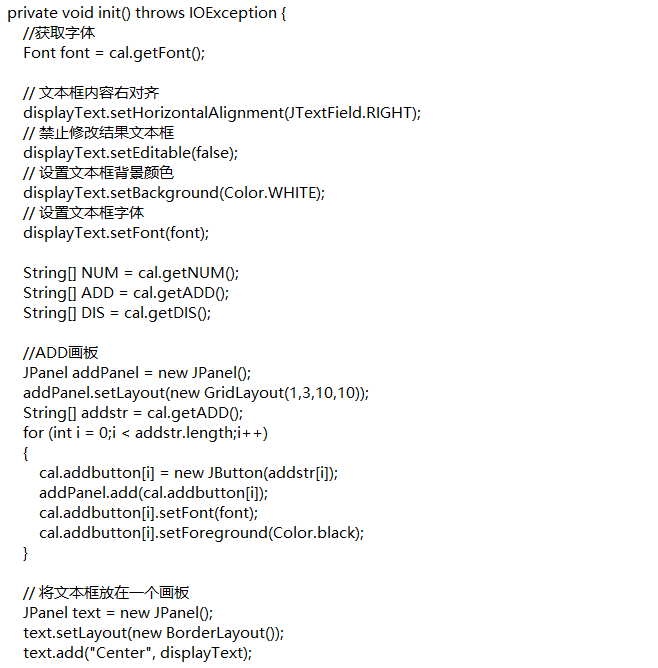 private void init() throws IOException {
//获取字体
Font font = cal.getFont();
// 文本框内容右对齐
displayText.setHorizontalAlignment(JTextField.RIGHT);
// 禁止修改结果文本框
displayText.setEditable(false);
// 设置文本框背景颜色
displayText.setBackground(Color.WHITE);
// 设置文本框字体
displayText.setFont(font);
String[] NUM = cal.getNUM();
String[] ADD = cal.getADD();
String[] DIS = cal.getDIS();
//ADD画板
JPanel addPanel = new JPanel();
addPanel.setLayout(new GridLayout(1,3,10,10));
String[] addstr = cal.getADD();
for (int i = 0;i < addstr.length;i++)
{
cal.addbutton[i] = new JButton(addstr[i]);
addPanel.add(cal.addbutton[i]);
cal.addbutton[i].setFont(font);
cal.addbutton[i].setForeground(Color.black);
}
// 将文本框放在一个画板
JPanel text = new JPanel();
text.setLayout(new BorderLayout());
text.add("Center", displayText);